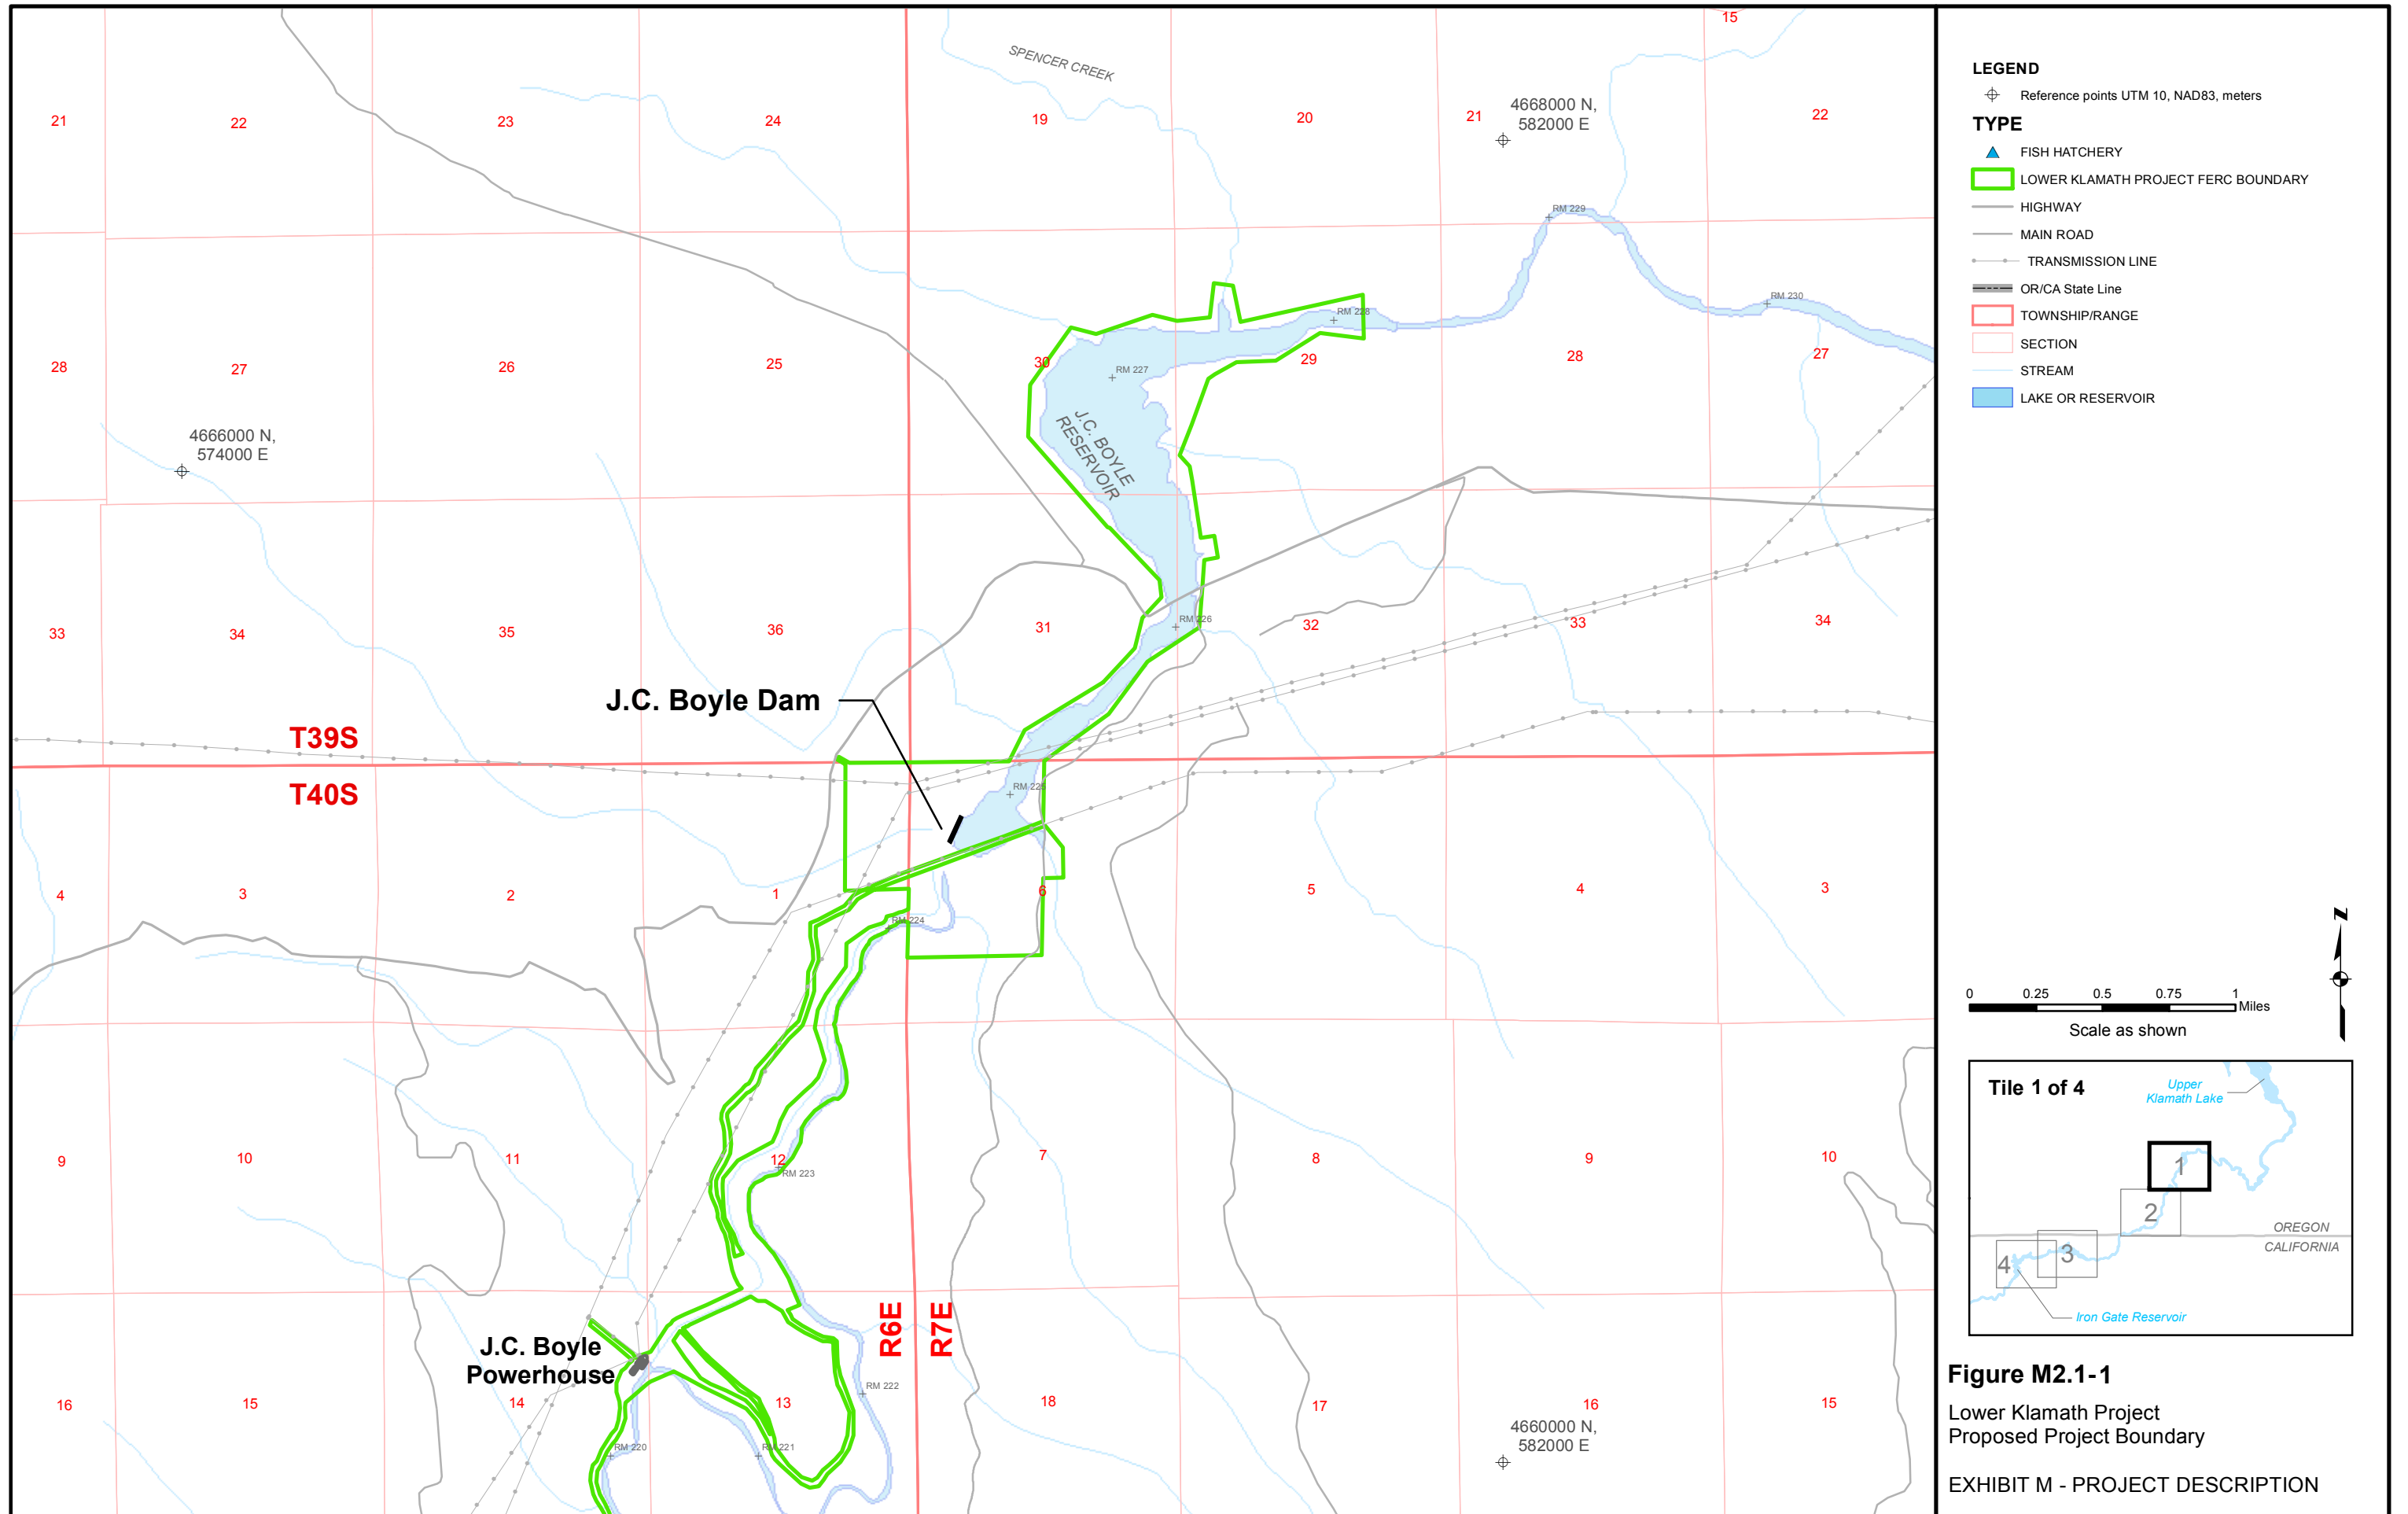 15
SPENCER CREEK
21
22
23
24
19
20
21
4668000 N,
582000 E
22
RM 229
RM 230
RM 228
28
27
26
25
30
RM 227
29
28
27
J.C. BOYLE
RESERVOIR
4666000 N,
574000 E
33
34
35
36
31
RM 226
32
33
34
J.C. Boyle Dam
T39S
T40S
RM 225
4
3
2
1
6
5
4
3
RM 224
9
10
11
12
RM 223
7
8
9
10
R6E
R7E
J.C. Boyle
Powerhouse
16
15
14
13
RM 222
18
17
16
15
4660000 N,
582000 E
RM 220
RM 221
LEGEND
Reference points UTM 10, NAD83, meters
TYPE
FISH HATCHERY
LOWER KLAMATH PROJECT FERC BOUNDARY
HIGHWAY
MAIN ROAD
TRANSMISSION LINE
OR/CA State Line
TOWNSHIP/RANGE
SECTION
STREAM
LAKE OR RESERVOIR
N
0 0.25 0.5 0.75 1
Miles
Scale as shown
Tile 1 of 4
Upper
Klamath Lake
1
2
3
4
OREGON
CALIFORNIA
Iron Gate Reservoir
Figure M2.1-1
Lower Klamath Project
Proposed Project Boundary
EXHIBIT M - PROJECT DESCRIPTION